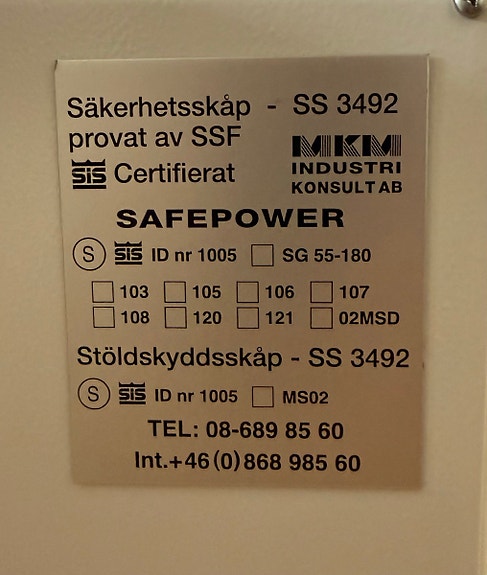 Säkerhetsskåp - SS 3492
provat av SSF
SIS Certifierat
MKM
INDUSTRI
KONSULT AB
SAFEPOWER
S SIS ID nr 1005 ☐ SG 55-180
☐ 103 ☐ 105 ☐ 106 ☐ 107
☐ 108 ☐ 120 ☐ 121 ☐ 02MSD
Stöldskyddsskåp - SS 3492
S SIS ID nr 1005 ☐ MS02
TEL: 08-689 85 60
Int.+46(0)868 985 60